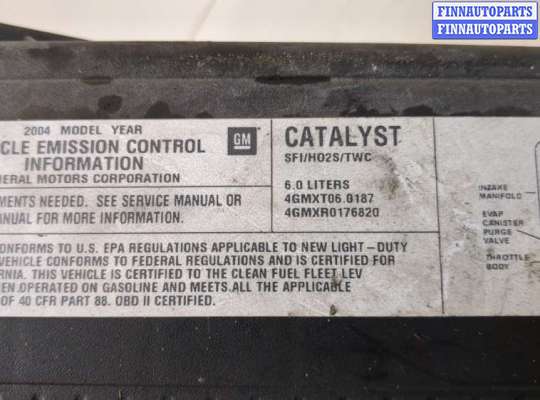 FINNAUTOPARTS
FINNAUTOPARTS
2004 MODEL YEAR
CLE EMISSION CONTROL
INFORMATION
NERAL MOTORS CORPORATION
GM
MENTS NEEDED. SEE SERVICE MANUAL OR
ANUAL FOR MORE INFORMATION.
CATALYST
SFI/HO2S/TWC
6.0 LITERS
4GMXT06.0187
4GMXR0176820
CONFORMS TO U.S. EPA REGULATIONS APPLICABLE TO NEW LIGHT-DUTY
VEHICLE CONFORMS TO FEDERAL REGULATIONS AND IS CERTIFIED FOR
RNIA. THIS VEHICLE IS CERTIFIED TO THE CLEAN FUEL FLEET LEV
EN OPERATED ON GASOLINE AND MEETS ALL THE APPLICABLE
OF 40 CFR PART 88. OBD II CERTIFIED.
INTAKE
MANIFOLD
EVAP
CANISTER
PURGE
VALVE
THROTTLE
BODY